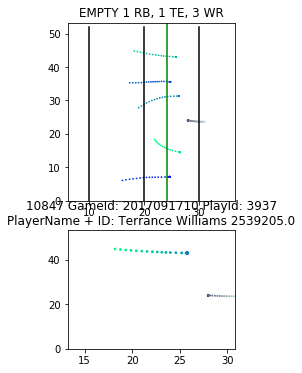 EMPTY 1 RB, 1 TE, 3 WR
50
40
30
20
10
0
10 20 30
10847 GameId: 2017091710 PlayId: 3937
PlayerName + ID: Terrance Williams 2539205.0
40
20
0
15 20 25 30